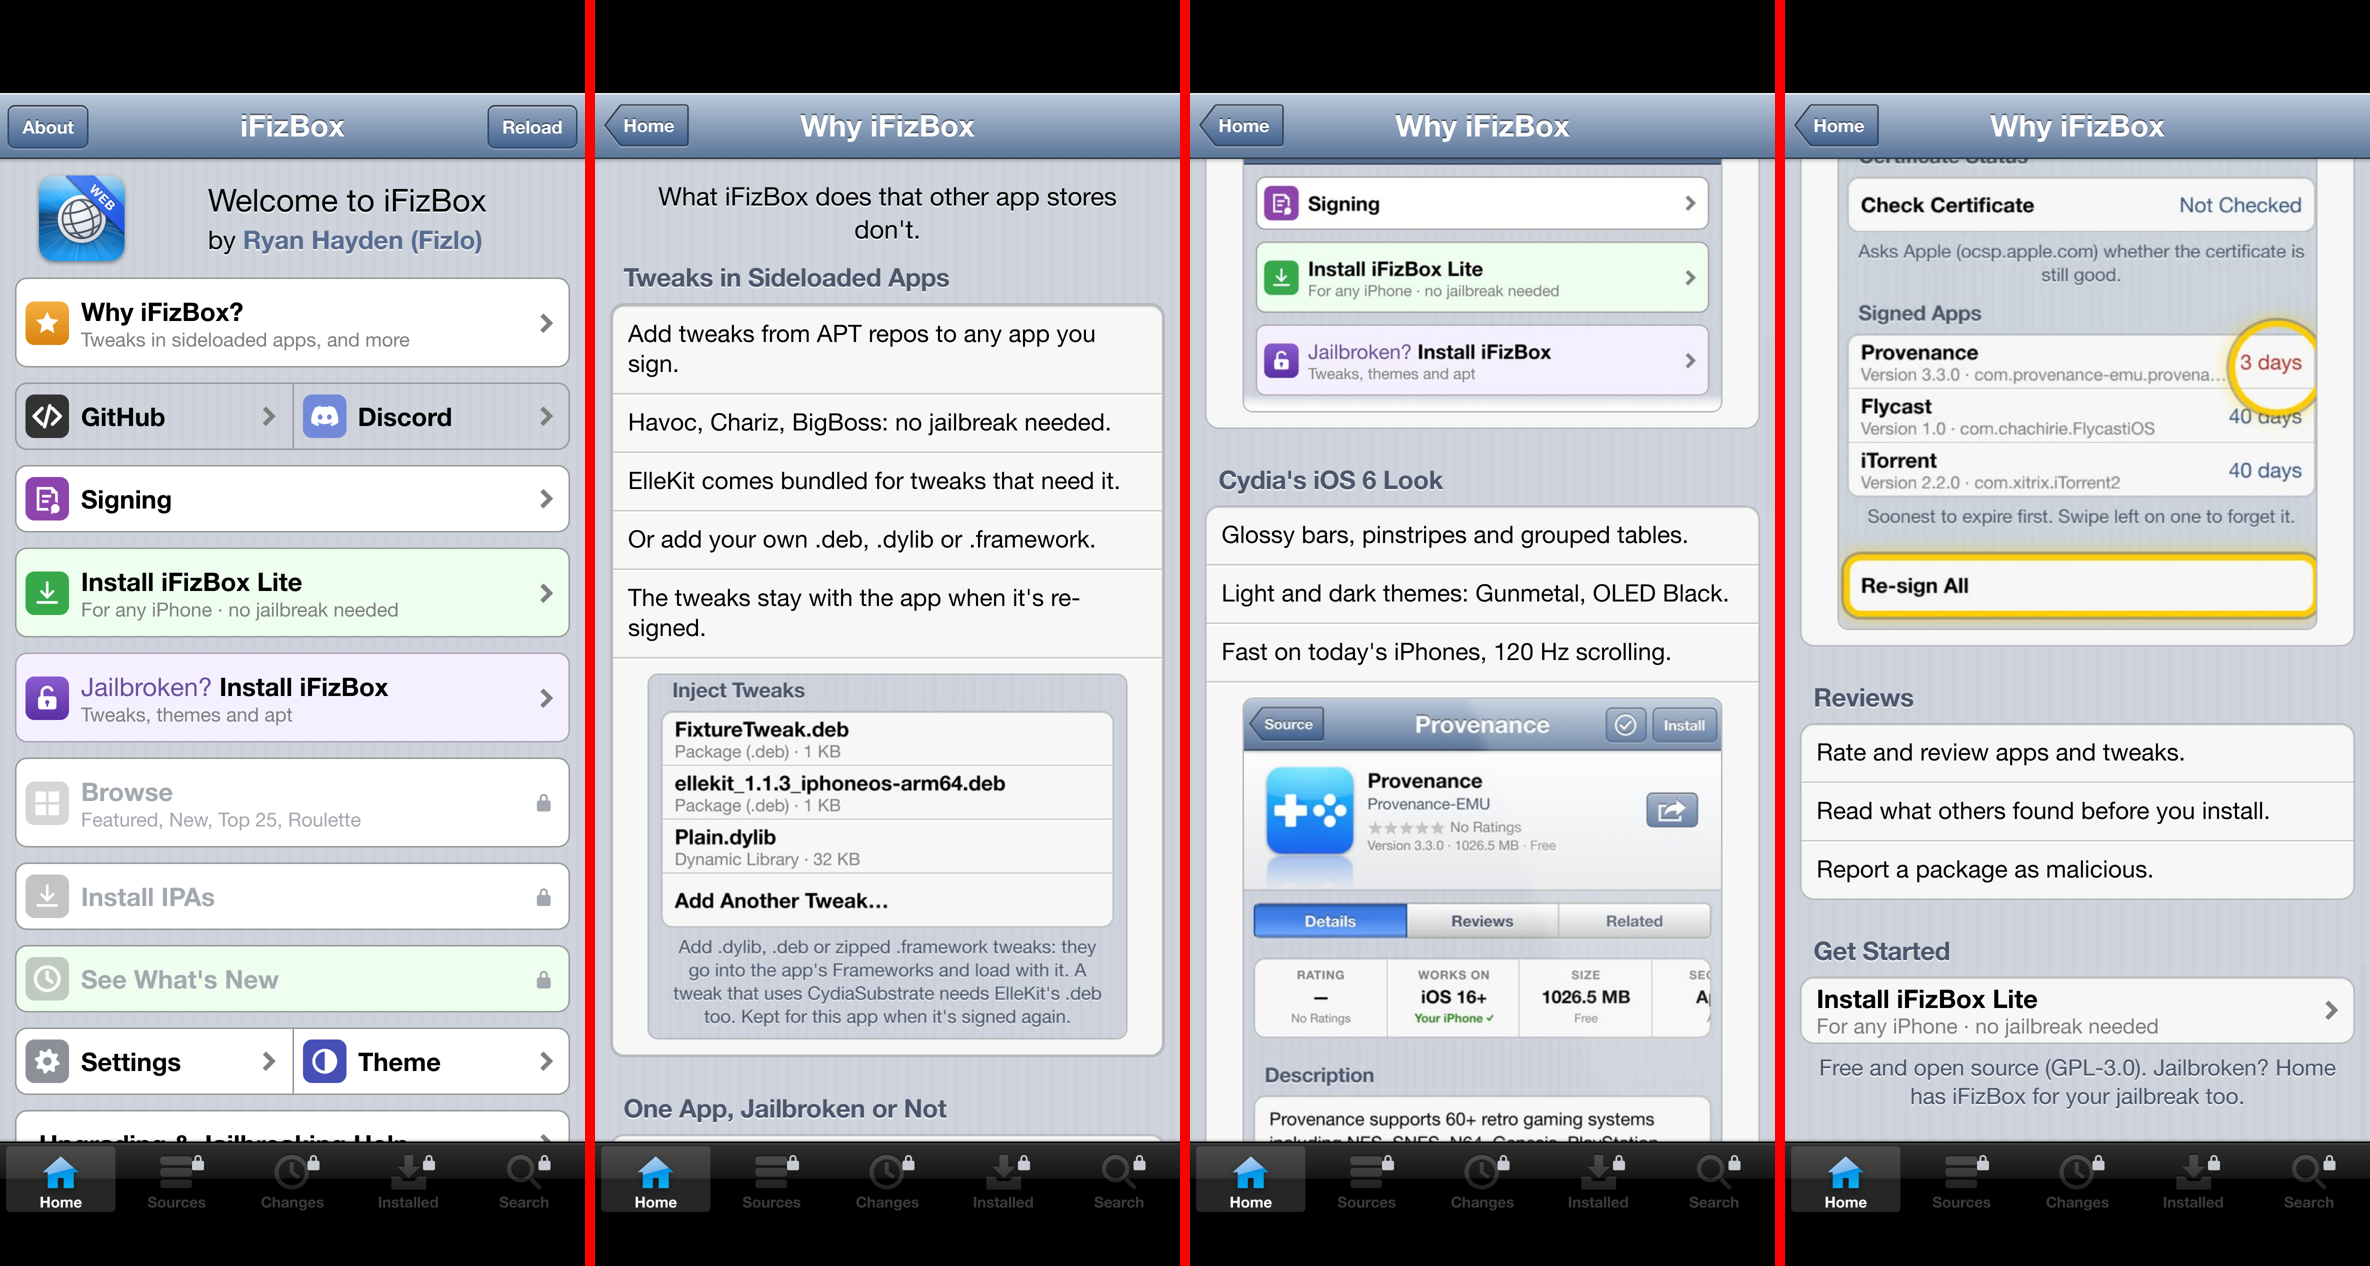 About
iFizBox
Reload
WEB
Welcome to iFizBox
by Ryan Hayden (Fizlo)
Why iFizBox?
Tweaks in sideloaded apps, and more
GitHub
Discord
Signing
Install iFizBox Lite
For any iPhone · no jailbreak needed
Jailbroken? Install iFizBox
Tweaks, themes and apt
Browse
Featured, New, Top 25, Roulette
Install IPAs
See What's New
Settings
Theme
Upgrading & Jailbreaking Help
Home
Sources
Changes
Installed
Search
Home
Why iFizBox
What iFizBox does that other app stores
don't.
Tweaks in Sideloaded Apps
Add tweaks from APT repos to any app you
sign.
Havoc, Chariz, BigBoss: no jailbreak needed.
ElleKit comes bundled for tweaks that need it.
Or add your own .deb, .dylib or .framework.
The tweaks stay with the app when it's re-
signed.
Inject Tweaks
FixtureTweak.deb
Package (.deb) · 1 KB
ellekit_1.1.3_iphoneos-arm64.deb
Package (.deb) · 1 KB
Plain.dylib
Dynamic Library · 32 KB
Add Another Tweak...
Add .dylib, .deb or zipped .framework tweaks: they
go into the app's Frameworks and load with it. A
tweak that uses CydiaSubstrate needs ElleKit's .deb
too. Kept for this app when it's signed again.
One App, Jailbroken or Not
Home
Sources
Changes
Installed
Search
Home
Why iFizBox
Signing
Install iFizBox Lite
For any iPhone · no jailbreak needed
Jailbroken? Install iFizBox
Tweaks, themes and apt
Cydia's iOS 6 Look
Glossy bars, pinstripes and grouped tables.
Light and dark themes: Gunmetal, OLED Black.
Fast on today's iPhones, 120 Hz scrolling.
Source
Provenance
Install
Provenance
Provenance-EMU
No Ratings
Version 3.3.0 · 1026.5 MB · Free
Details
Reviews
Related
RATING
—
No Ratings
WORKS ON
iOS 16+
Your iPhone ✓
SIZE
1026.5 MB
Free
Description
Provenance supports 60+ retro gaming systems
including NES, SNES, N64, Genesis, PlayStation
Home
Sources
Changes
Installed
Search
Home
Why iFizBox
Certificate Status
Check Certificate
Not Checked
Asks Apple (ocsp.apple.com) whether the certificate is
still good.
Signed Apps
Provenance
Version 3.3.0 · com.provenance-emu.provena...
3 days
Flycast
Version 1.0 · com.chachirie.FlycastiOS
40 days
iTorrent
Version 2.2.0 · com.xitrix.iTorrent2
40 days
Soonest to expire first. Swipe left on one to forget it.
Re-sign All
Reviews
Rate and review apps and tweaks.
Read what others found before you install.
Report a package as malicious.
Get Started
Install iFizBox Lite
For any iPhone · no jailbreak needed
Free and open source (GPL-3.0). Jailbroken? Home
has iFizBox for your jailbreak too.
Home
Sources
Changes
Installed
Search